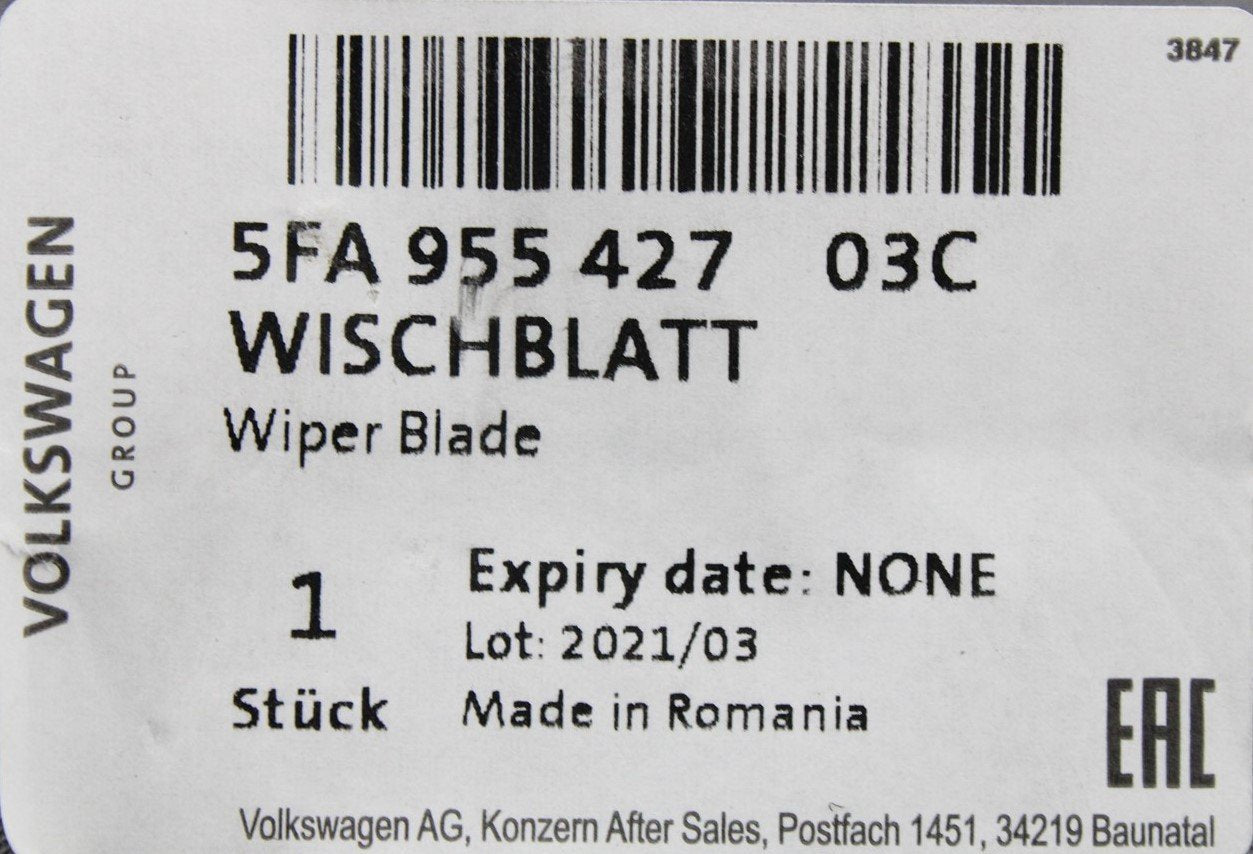 3847
5FA 955 427 03C
WISCHBLATT
Wiper Blade
VOLKSWAGEN
GROUP
1
Stück
Expiry date: NONE
Lot: 2021/03
Made in Romania
EAC
Volkswagen AG, Konzern After Sales, Postfach 1451, 34219 Baunatal